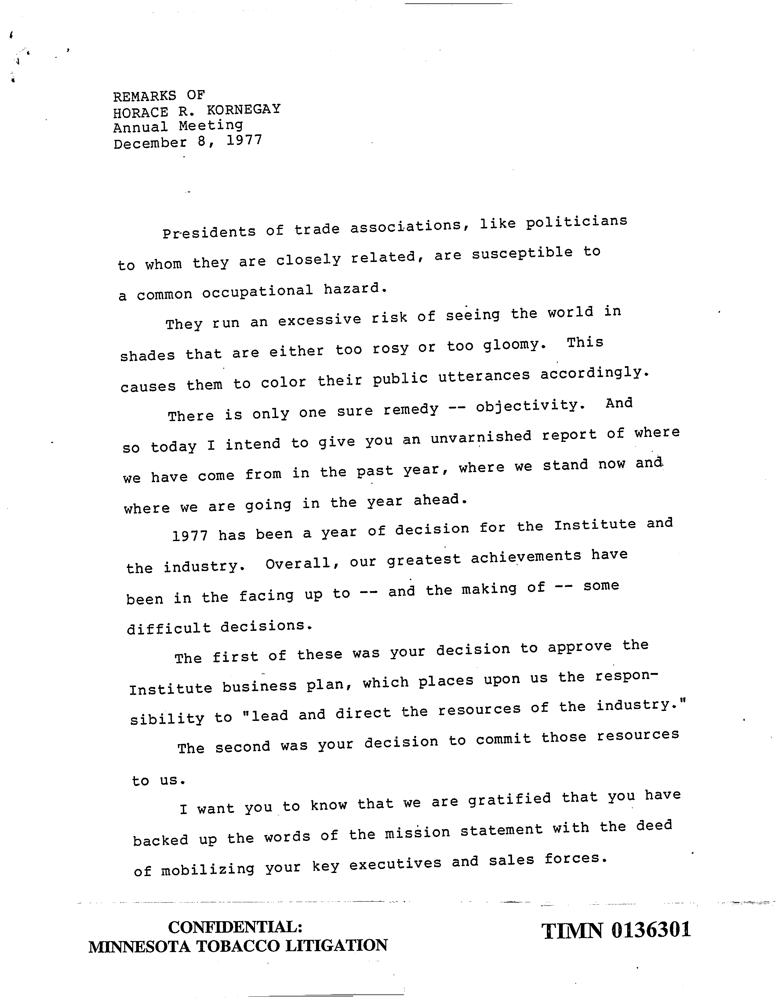 REMARKS OF
HORACE R. KORNEGAY
Annual Meeting
December 8, 1977
Presidents of trade associations, like politicians
to whom they are closely related, are susceptible to
a common occupational hazard.
They run an excessive risk of seeing the world in
shades that are either too rosy or too gloomy. This
causes them to color their public utterances accordingly.
There is only one sure remedy -- objectivity. And
so today I intend to give you an unvarnished report of where
we have come from in the past year, where we stand now and
where we are going in the year ahead.
1977 has been a year of decision for the Institute and
the industry. Overall, our greatest achievements have
been in the facing up to -- and the making of -- some
difficult decisions.
The first of these was your decision to approve the
Institute business plan, which places upon us the respon-
sibility to "lead and direct the resources of the industry."
The second was your decision to commit those resources
to us.
I want you to know that we are gratified that you have
backed up the words of the mission statement with the deed
of mobilizing your key executives and sales forces.
CONFIDENTIAL:
MINNESOTA TOBACCO LITIGATION
TIMN 0136301